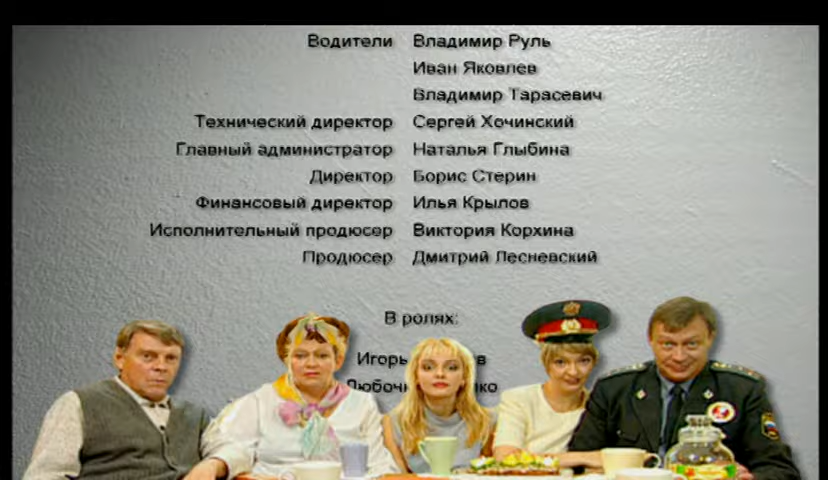 Водители Владимир Руль
Иван Яковлев
Владимир Тарасевич
Технический директор Сергей Хочинский
Главный администратор Наталья Глыбина
Директор Борис Стерин
Финансовый директор Илья Крылов
Исполнительный продюсер Виктория Корхина
Продюсер Дмитрий Лесневский
В ролях: